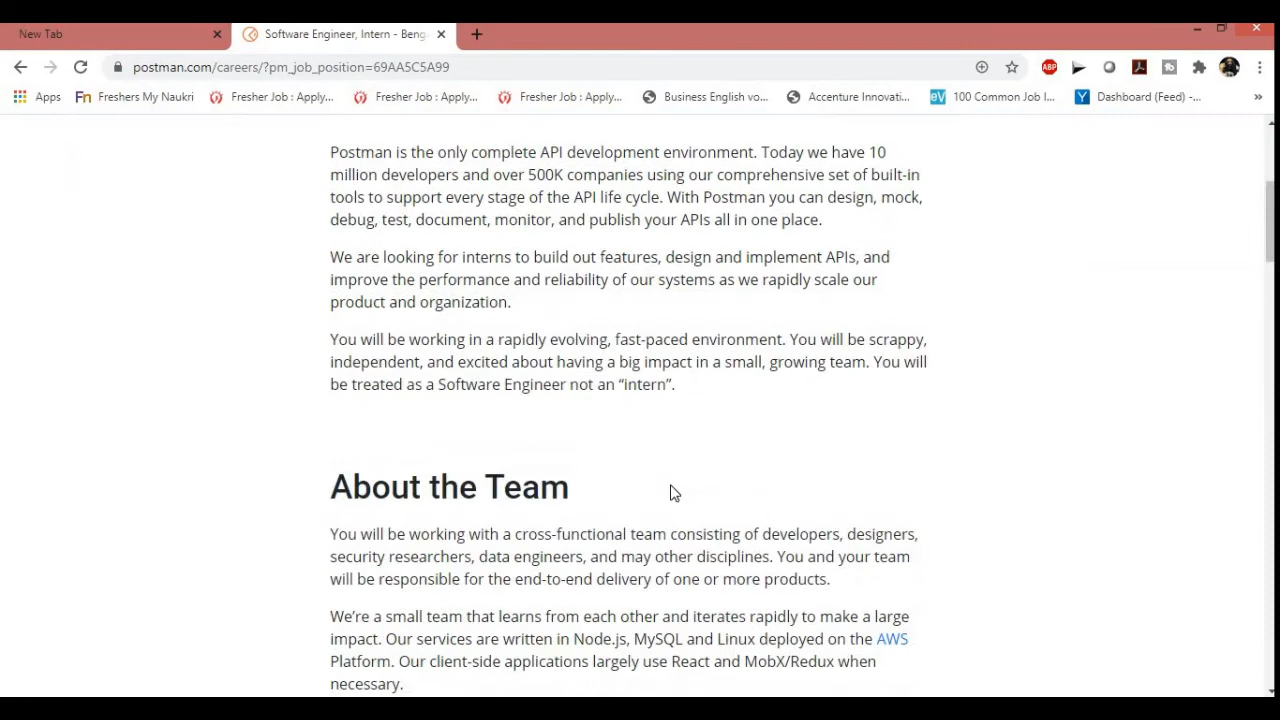 New Tab
Software Engineer, Intern - Beng
postman.com/careers/?pm_job_position=69AA5C5A99
ABP
Apps
Fn Freshers My Naukri
Fresher Job : Apply...
Fresher Job : Apply...
Fresher Job : Apply...
Business English vo...
Accenture Innovati...
eV 100 Common Job I...
Y Dashboard (Feed) -...
»
Postman is the only complete API development environment. Today we have 10
million developers and over 500K companies using our comprehensive set of built-in
tools to support every stage of the API life cycle. With Postman you can design, mock,
debug, test, document, monitor, and publish your APIs all in one place.
We are looking for interns to build out features, design and implement APIs, and
improve the performance and reliability of our systems as we rapidly scale our
product and organization.
You will be working in a rapidly evolving, fast-paced environment. You will be scrappy,
independent, and excited about having a big impact in a small, growing team. You will
be treated as a Software Engineer not an “intern”.
About the Team
You will be working with a cross-functional team consisting of developers, designers,
security researchers, data engineers, and may other disciplines. You and your team
will be responsible for the end-to-end delivery of one or more products.
We’re a small team that learns from each other and iterates rapidly to make a large
impact. Our services are written in Node.js, MySQL and Linux deployed on the AWS
Platform. Our client-side applications largely use React and MobX/Redux when
necessary.